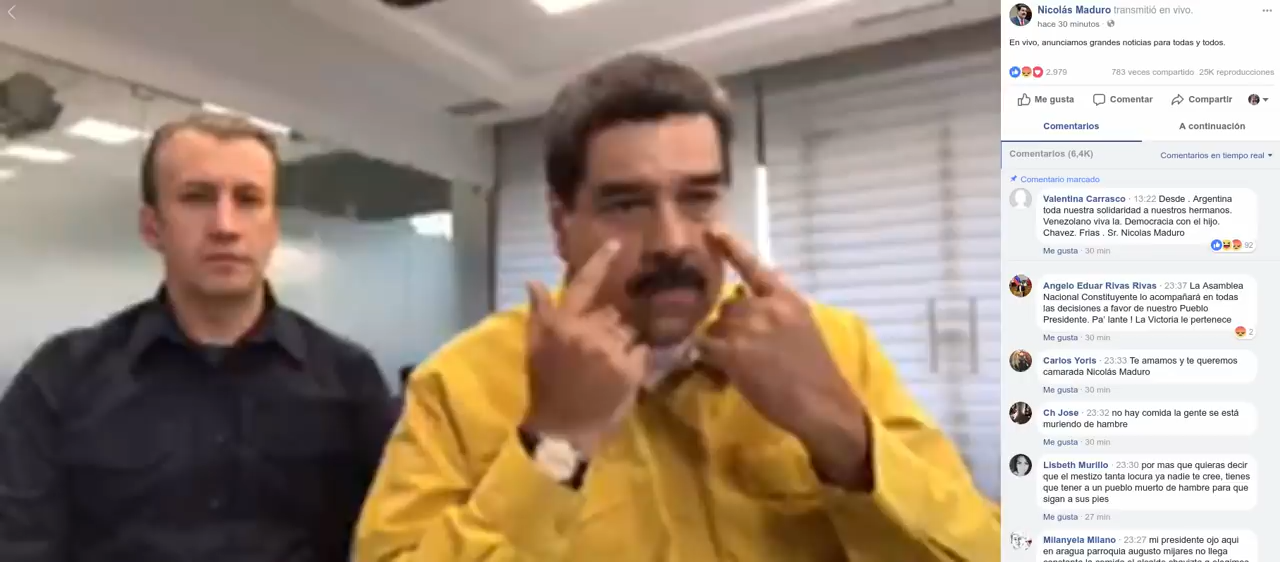 Nicolás Maduro transmitió en vivo.
hace 30 minutos ·
En vivo, anunciamos grandes noticias para todas y todos.
2.979 783 veces compartido 25K reproducciones
Me gusta Comentar Compartir
Comentarios A continuación
Comentarios (6,4K) Comentarios en tiempo real
Comentario marcado
Valentina Carrasco · 13:22 Desde . Argentina
toda nuestra solidaridad a nuestros hermanos.
Venezolano viva la. Democracia con el hijo.
Chavez. Frias . Sr. Nicolas Maduro
92
Me gusta · 30 min
Angelo Eduar Rivas Rivas · 23:37 La Asamblea
Nacional Constituyente lo acompañará en todas
las decisiones a favor de nuestro Pueblo
Presidente. Pa' lante ! La Victoria le pertenece
2
Me gusta · 30 min
Carlos Yoris · 23:33 Te amamos y te queremos
camarada Nicolás Maduro
Me gusta · 30 min
Ch Jose · 23:32 no hay comida la gente se está
muriendo de hambre
Me gusta · 30 min
Lisbeth Murillo · 23:30 por mas que quieras decir
que el mestizo tanta locura ya nadie te cree, tienes
que tener a un pueblo muerto de hambre para que
sigan a sus pies
Me gusta · 27 min
Milanyela Milano · 23:27 mi presidente ojo aqui
en aragua parroquia augusto mijares no llega